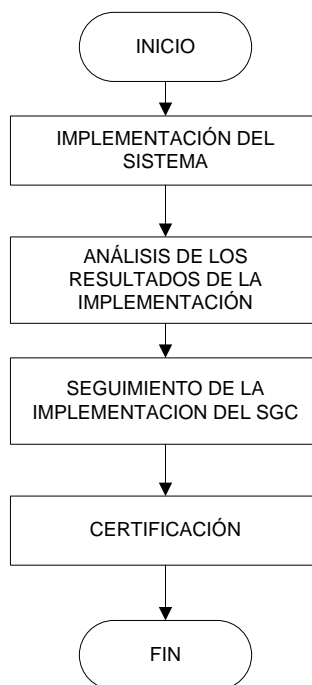 INICIO
IMPLEMENTACIÓN DEL
SISTEMA
ANÁLISIS DE LOS
RESULTADOS DE LA
IMPLEMENTACIÓN
SEGUIMIENTO DE LA
IMPLEMENTACION DEL SGC
CERTIFICACIÓN
FIN